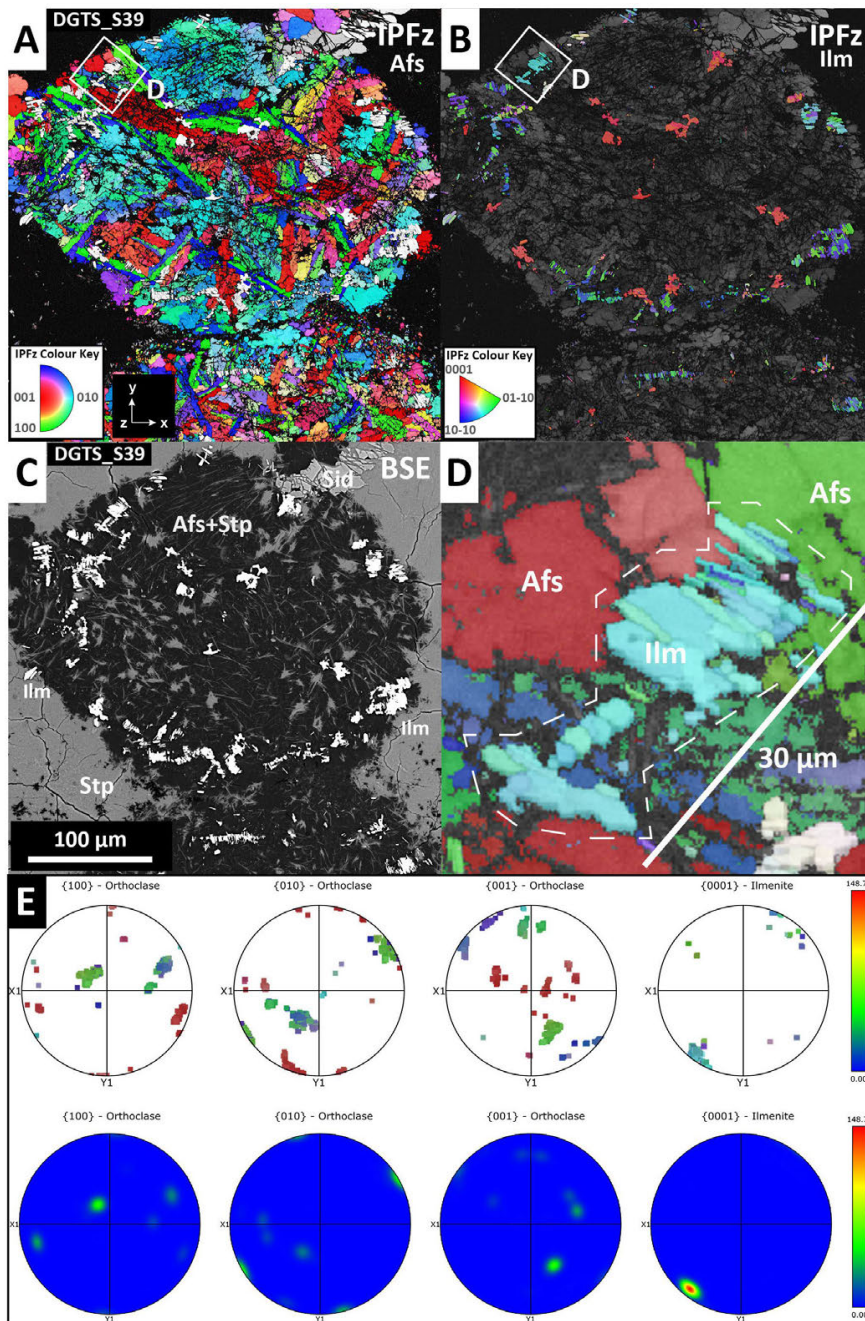 A
DGTS_S39
IPFz
Afs
D
IPFz Colour Key
001
010
100
y
z
x
B
IPFz
Ilm
D
IPFz Colour Key
0001
01-10
10-10
C
DGTS_S39
BSE
Sid
Afs+Stp
Ilm
Ilm
Stp
100 µm
D
Afs
Afs
Ilm
30 µm
E
{100} - Orthoclase
{010} - Orthoclase
{001} - Orthoclase
{0001} - Ilmenite
X1
X1
X1
X1
Y1
Y1
Y1
Y1
{100} - Orthoclase
{010} - Orthoclase
{001} - Orthoclase
{0001} - Ilmenite
X1
X1
X1
X1
Y1
Y1
Y1
Y1